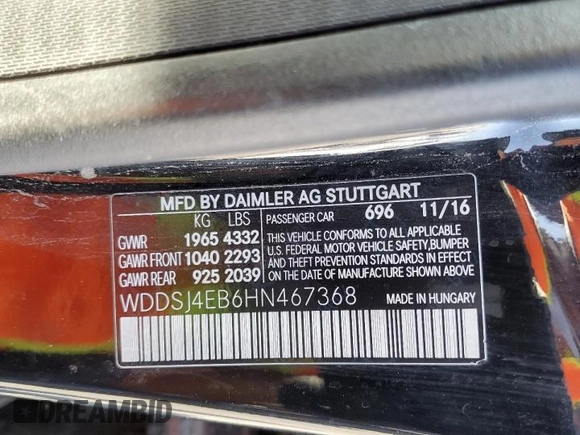 MFD BY DAIMLER AG STUTTGART
KG LBS
GVWR 1965 4332
GAWR FRONT 1040 2293
GAWR REAR 925 2039
PASSENGER CAR 696 11/16
THIS VEHICLE CONFORMS TO ALL APPLICABLE
U.S. FEDERAL MOTOR VEHICLE SAFETY,BUMPER
AND THEFT PREVENTION STANDARDS IN EFFECT
ON THE DATE OF MANUFACTURE SHOWN ABOVE.
WDDSJ4EB6HN467368
MADE IN HUNGARY
DREAMBID